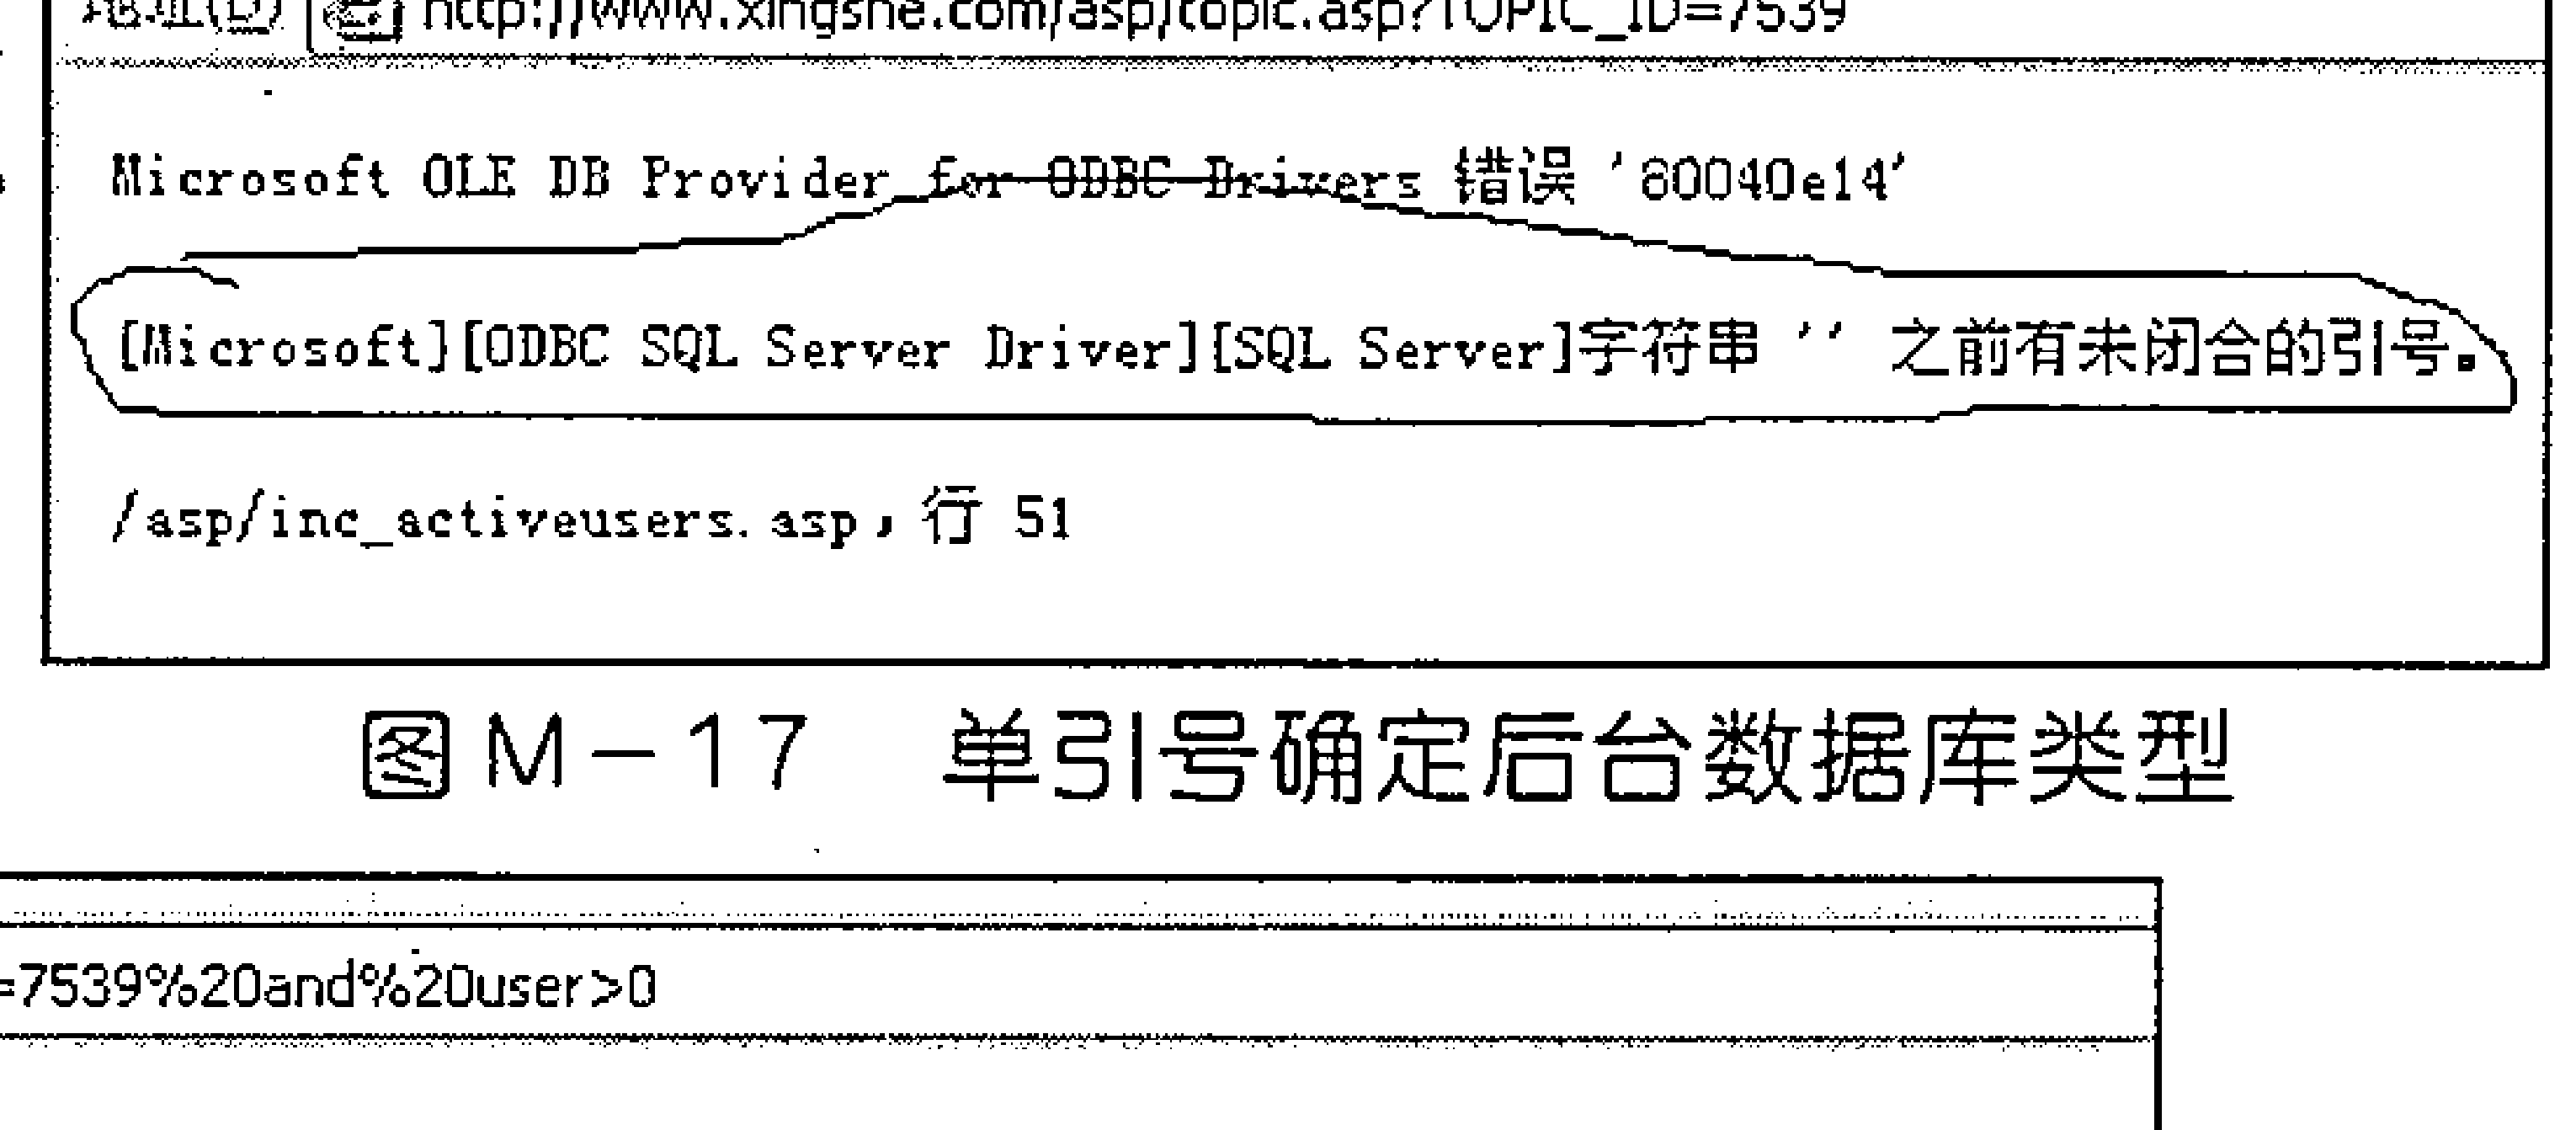 地址(D) http://www.xingshe.com/asp/topic.asp?TOPIC_ID=7539
Microsoft OLE DB Provider for ODBC Drivers 错误 '80040e14'
[Microsoft][ODBC SQL Server Driver][SQL Server]字符串 '' 之前有未闭合的引号。
/asp/inc_activeusers.asp，行 51
图M-17 单引号确定后台数据库类型
=7539%20and%20user>0